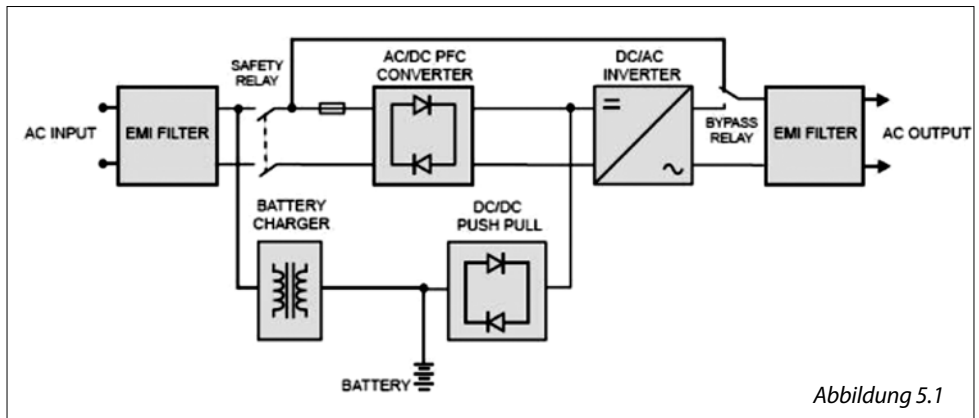 SAFETY
RELAY
AC/DC PFC
CONVERTER
DC/AC
INVERTER
AC INPUT
EMI FILTER
BYPASS
RELAY
EMI FILTER
AC OUTPUT
BATTERY
CHARGER
DC/DC
PUSH PULL
BATTERY
Abbildung 5.1